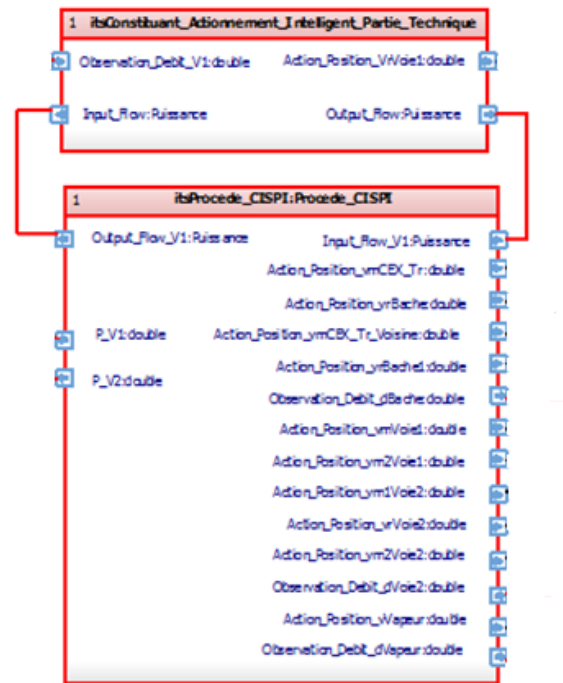 1 itsConstituant_Actionnement_Intelligent_Partie_Technique
Observation_Debit_V1:double Action_Position_VrVoie1:double
Input_Flow:Puissance Output_Flow:Puissance
1 itsProcede_CISPI:Procede_CISPI
Output_Flow_V1:Puissance Input_Flow_V1:Puissance
Action_Position_vmCEX_Tr:double
Action_Position_vrBache:double
P_V1:double Action_Position_vmCEX_Tr_Voisine:double
Action_Position_vrBache1:double
P_V2:double
Observation_Debit_dBache:double
Action_Position_vmVoie1:double
Action_Position_vm2Voie1:double
Action_Position_vm1Voie2:double
Action_Position_vrVoie2:double
Action_Position_vm2Voie2:double
Observation_Debit_dVoie2:double
Action_Position_vVapeur:double
Observation_Debit_dVapeur:double